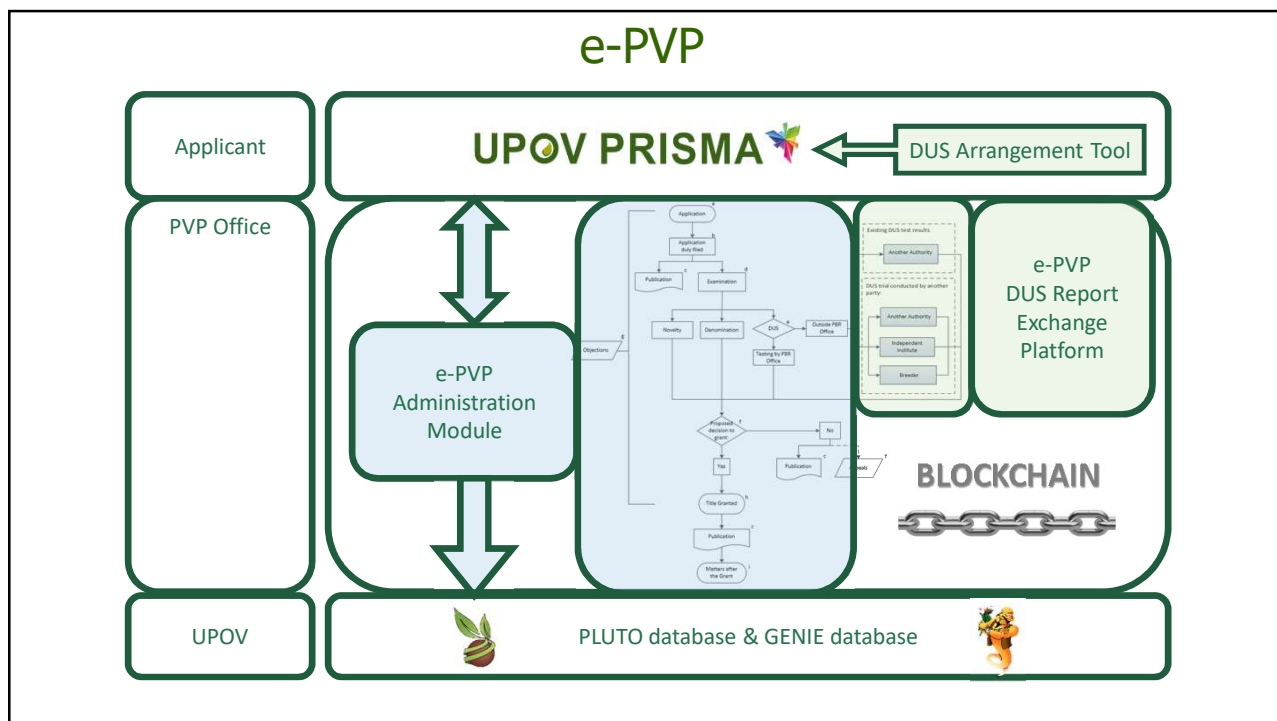 e-PVP
Applicant
UPOV PRISMA
DUS Arrangement Tool
PVP Office
a
Application
b
Application
duly filed
c
Publication
d
Examination
Novelty
Denomination
e
DUS
Outside PBR
Office
Testing by PBR
Office
g
Objections
f
Proposed
decision to
grant
No
Yes
c
Publication
f
h
Title Granted
c
Publication
i
Matters after
the Grant
Existing DUS test results
Another Authority
DUS trial conducted by another
party:
Another Authority
Independent
Institute
Breeder
e-PVP
DUS Report
Exchange
Platform
e-PVP
Administration
Module
BLOCKCHAIN
UPOV
PLUTO database & GENIE database